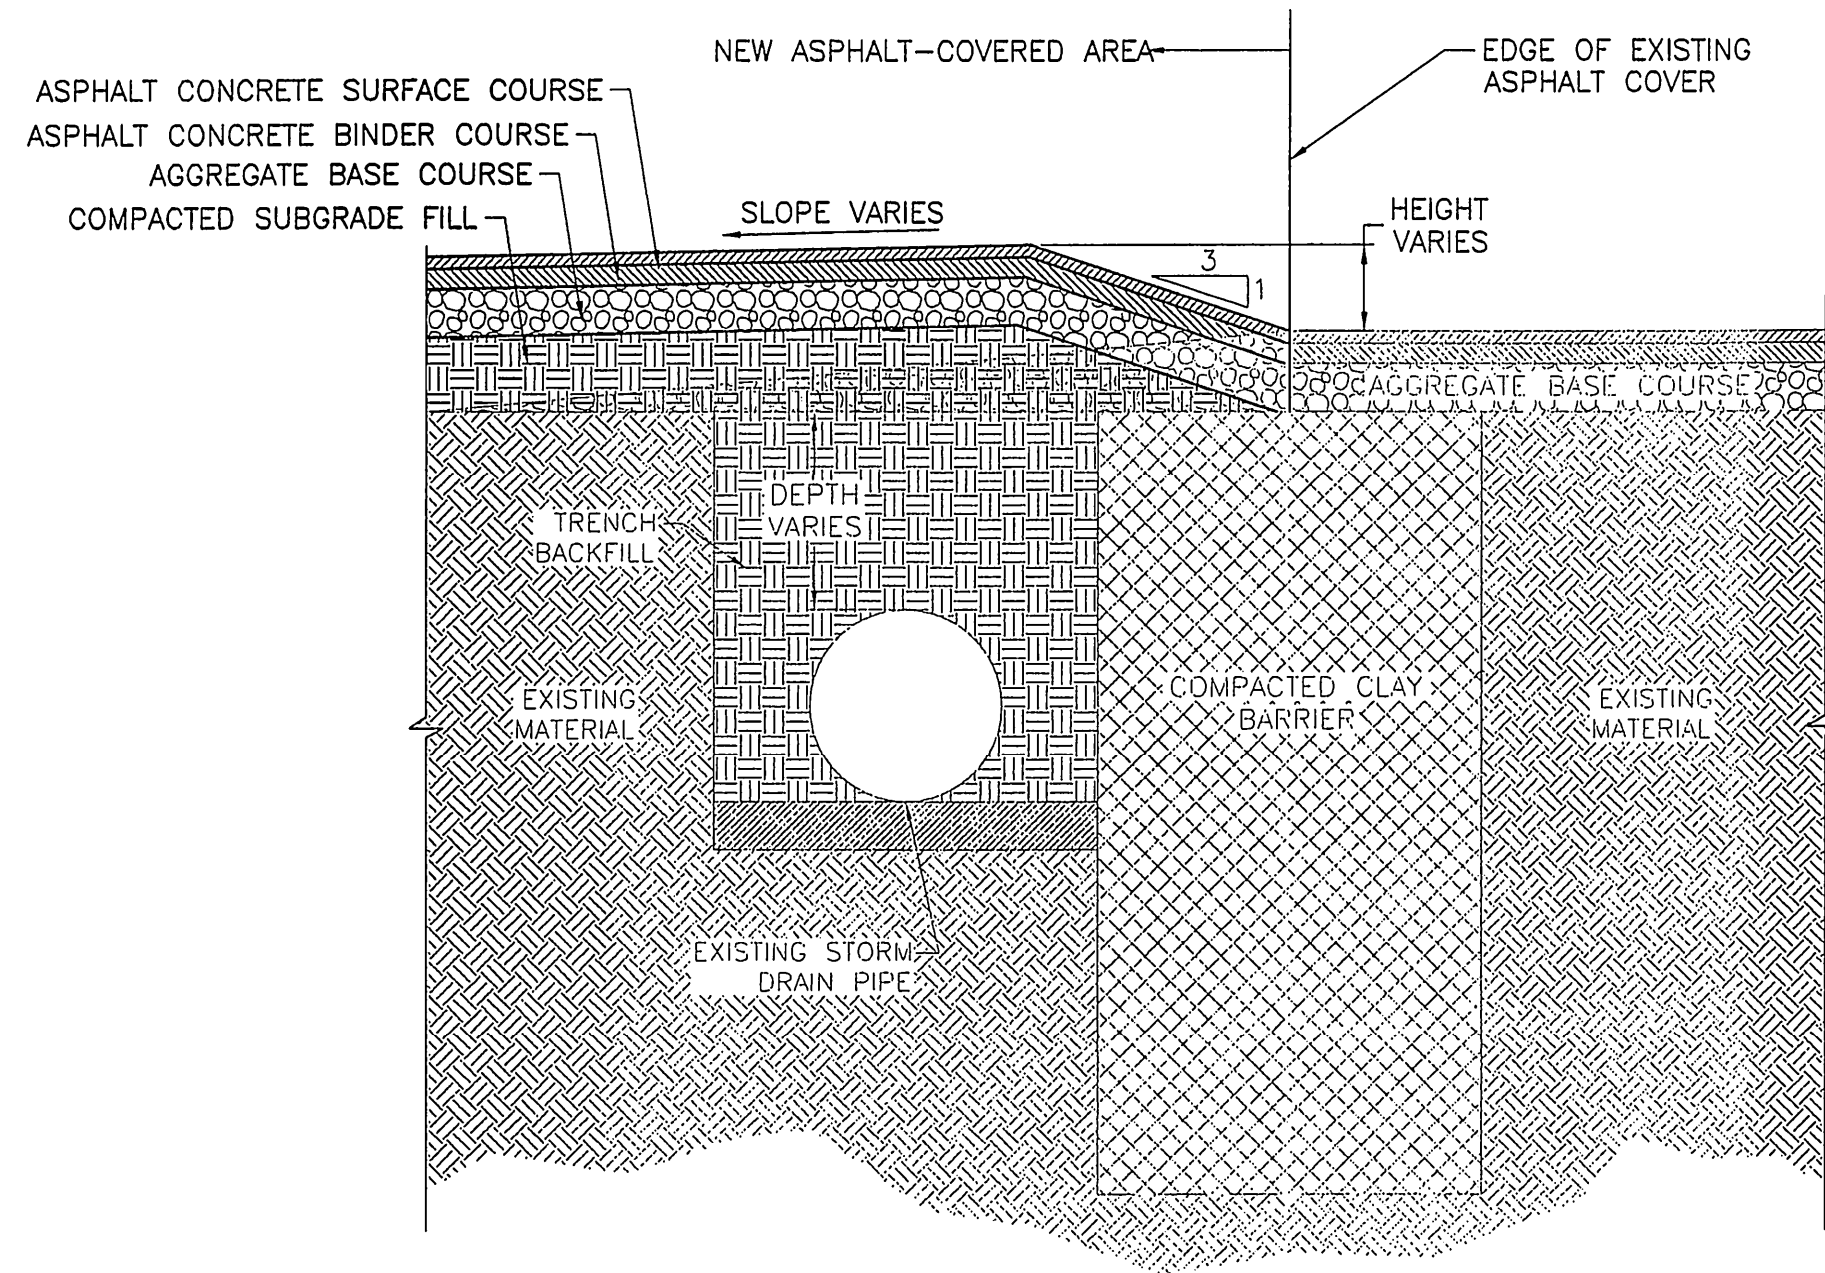 NEW ASPHALT-COVERED AREA
EDGE OF EXISTING
ASPHALT COVER
ASPHALT CONCRETE SURFACE COURSE
ASPHALT CONCRETE BINDER COURSE
AGGREGATE BASE COURSE
COMPACTED SUBGRADE FILL
SLOPE VARIES
HEIGHT
VARIES
3
1
AGGREGATE BASE COURSE
DEPTH
VARIES
TRENCH
BACKFILL
EXISTING
MATERIAL
COMPACTED CLAY
BARRIER
EXISTING
MATERIAL
EXISTING STORM
DRAIN PIPE